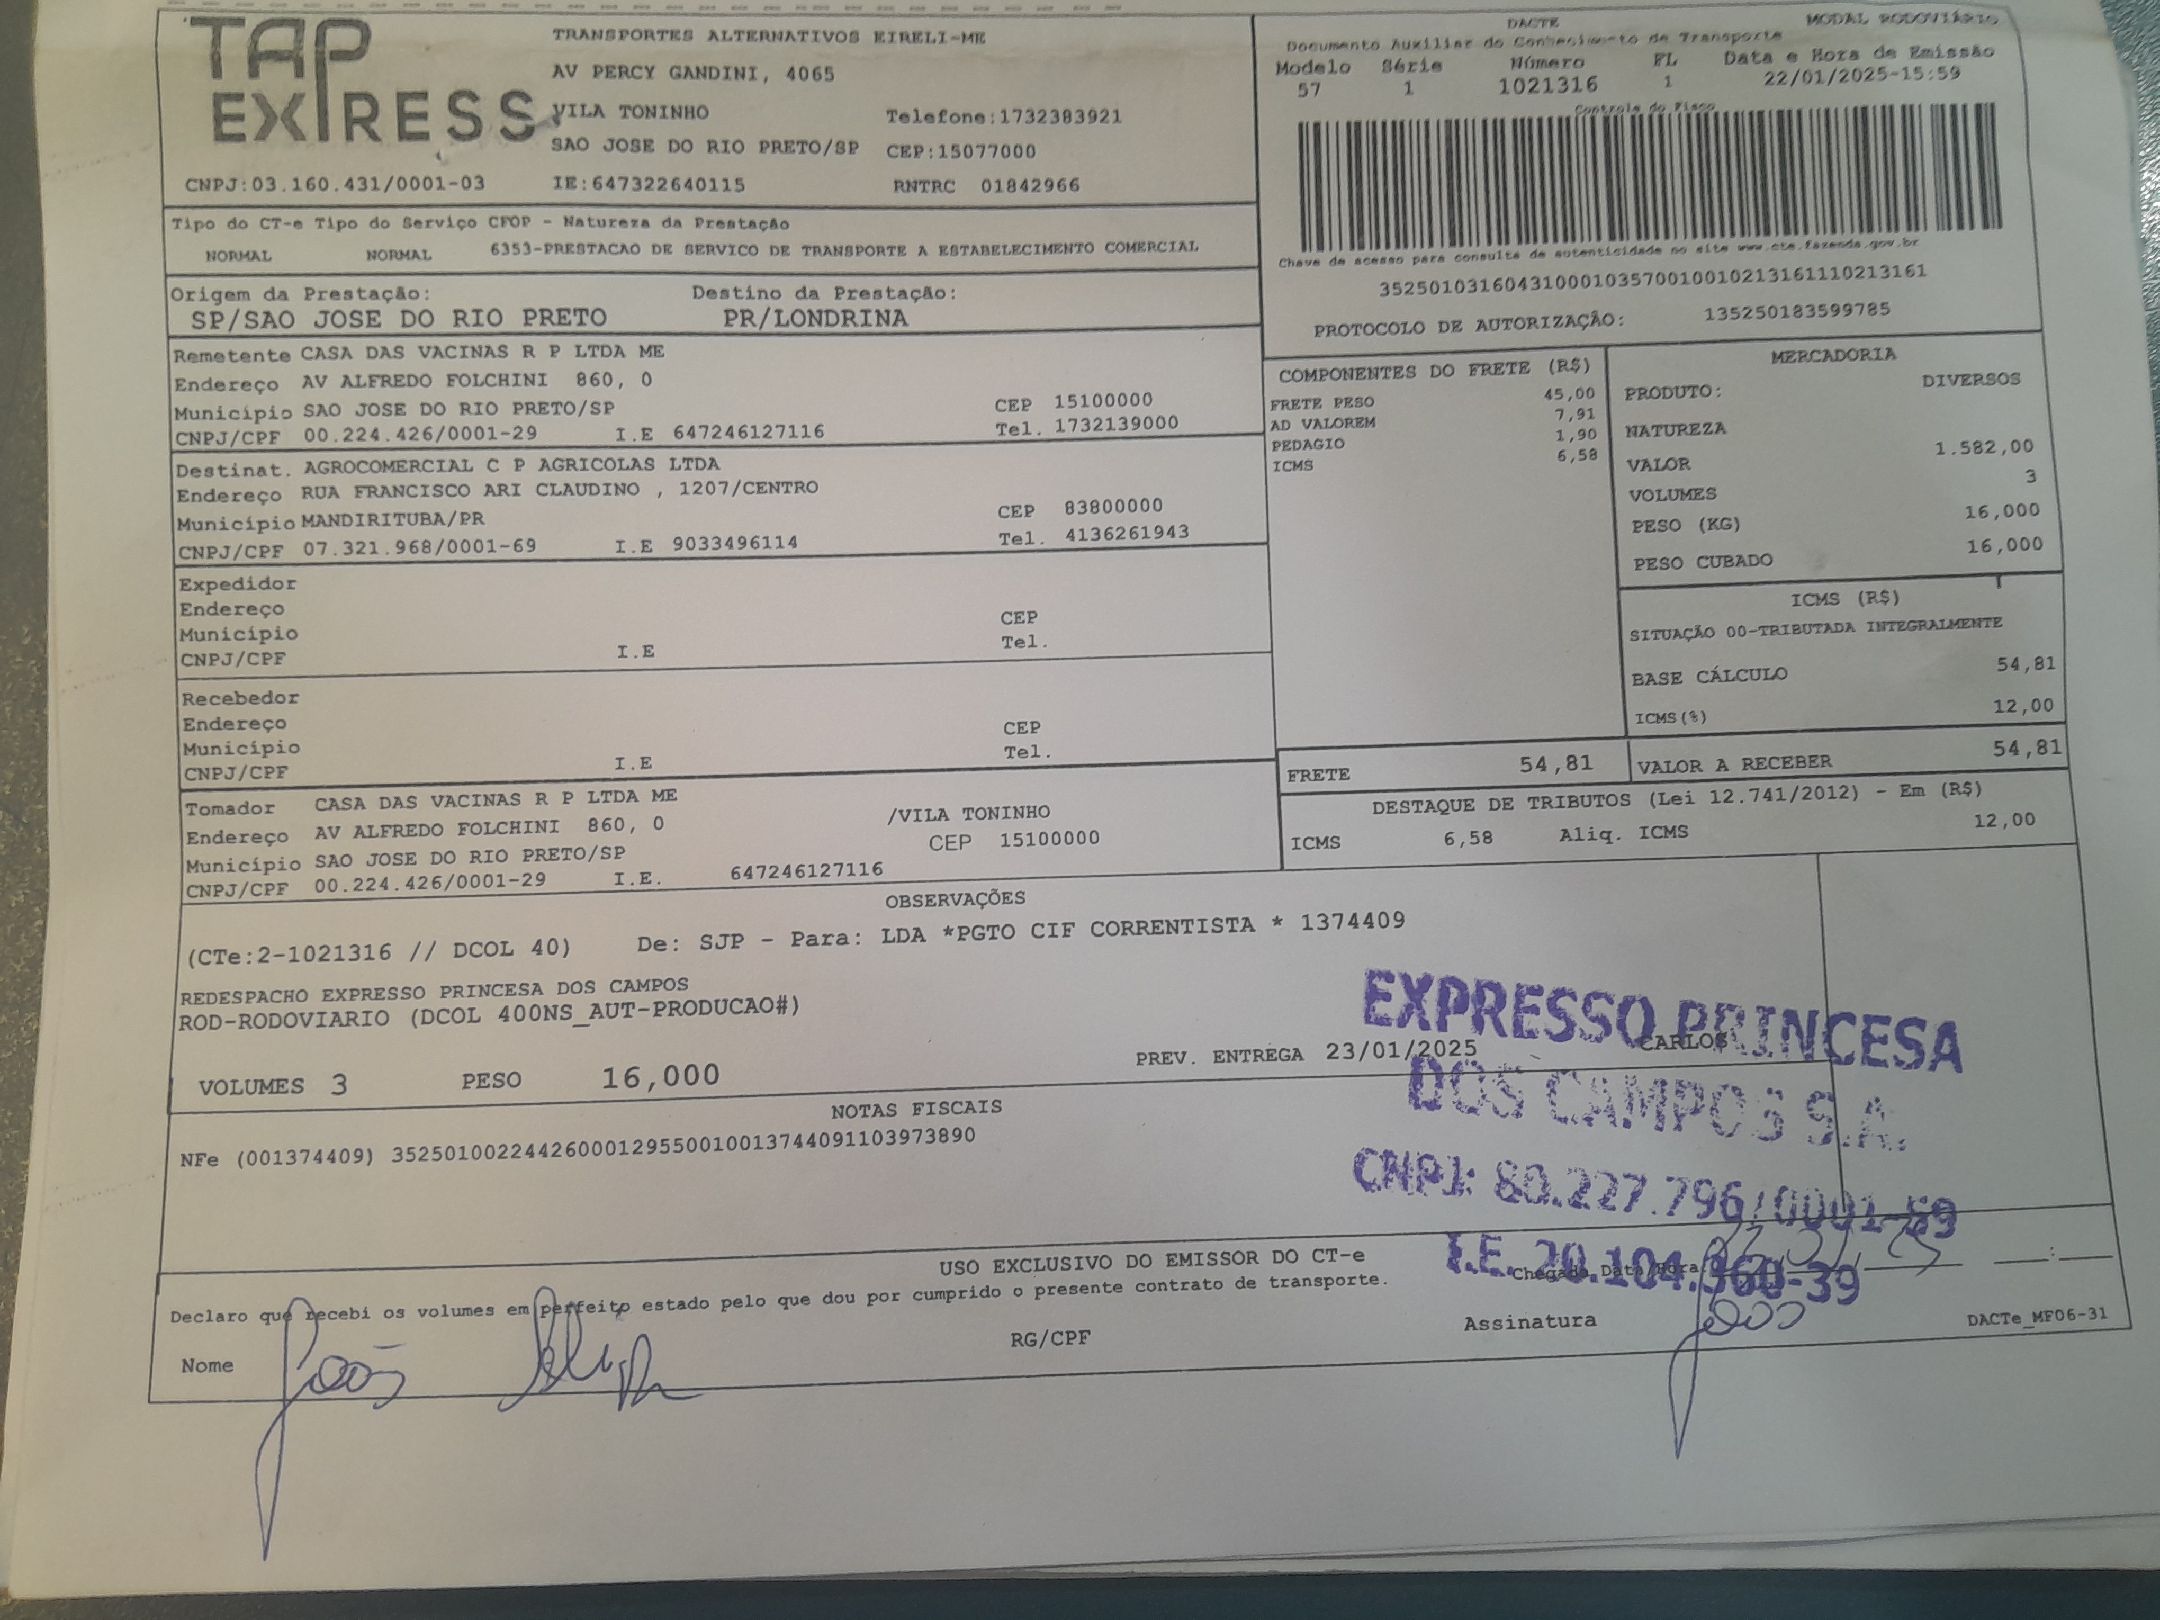 TAP EXPRESS
TRANSPORTES ALTERNATIVOS EIRELI-ME
AV PERCY GANDINI, 4065
VILA TONINHO Telefone:1732383921
SAO JOSE DO RIO PRETO/SP CEP:15077000
CNPJ:03.160.431/0001-03 IE:647322640115 RNTRC 01842966
DACTE MODAL RODOVIÁRIO
Documento Auxiliar do Conhecimento de Transporte
Modelo Série Número FL Data e Hora de Emissão
57 1 1021316 1 22/01/2025-15:59
Controle do Fisco
Chave de acesso para consulta de autenticidade no site www.cte.fazenda.gov.br
35250103160431000103570010010213161110213161
PROTOCOLO DE AUTORIZAÇÃO: 135250183599785
Tipo do CT-e Tipo do Serviço CFOP - Natureza da Prestação
NORMAL NORMAL 6353-PRESTACAO DE SERVICO DE TRANSPORTE A ESTABELECIMENTO COMERCIAL
Origem da Prestação: Destino da Prestação:
SP/SAO JOSE DO RIO PRETO PR/LONDRINA
Remetente CASA DAS VACINAS R P LTDA ME
Endereço AV ALFREDO FOLCHINI 860, 0
Município SAO JOSE DO RIO PRETO/SP CEP 15100000
CNPJ/CPF 00.224.426/0001-29 I.E 647246127116 Tel. 1732139000
Destinat. AGROCOMERCIAL C P AGRICOLAS LTDA
Endereço RUA FRANCISCO ARI CLAUDINO , 1207/CENTRO
Município MANDIRITUBA/PR CEP 83800000
CNPJ/CPF 07.321.968/0001-69 I.E 9033496114 Tel. 4136261943
Expedidor
Endereço
Município CEP
CNPJ/CPF I.E Tel.
Recebedor
Endereço
Município CEP
CNPJ/CPF I.E Tel.
Tomador CASA DAS VACINAS R P LTDA ME
Endereço AV ALFREDO FOLCHINI 860, 0 /VILA TONINHO
Município SAO JOSE DO RIO PRETO/SP CEP 15100000
CNPJ/CPF 00.224.426/0001-29 I.E. 647246127116
COMPONENTES DO FRETE (R$)
FRETE PESO 45,00
AD VALOREM 7,91
PEDAGIO 1,90
ICMS 6,58
MERCADORIA
PRODUTO: DIVERSOS
NATUREZA
VALOR 1.582,00
VOLUMES 3
PESO (KG) 16,000
PESO CUBADO 16,000
ICMS (R$)
SITUAÇÃO 00-TRIBUTADA INTEGRALMENTE
BASE CÁLCULO 54,81
ICMS(%) 12,00
FRETE 54,81 VALOR A RECEBER 54,81
DESTAQUE DE TRIBUTOS (Lei 12.741/2012) - Em (R$)
ICMS 6,58 Aliq. ICMS 12,00
OBSERVAÇÕES
(CTe:2-1021316 // DCOL 40) De: SJP - Para: LDA *PGTO CIF CORRENTISTA * 1374409
REDESPACHO EXPRESSO PRINCESA DOS CAMPOS
ROD-RODOVIARIO (DCOL 400NS_AUT-PRODUCAO#)
PREV. ENTREGA 23/01/2025 CARLOS
VOLUMES 3 PESO 16,000
EXPRESSO PRINCESA
DOS CAMPOS S.A.
CNPJ: 80.227.796/0001-59
I.E. 20.104.360-39
NOTAS FISCAIS
NFe (001374409) 35250100224426000129550010013744091103973890
USO EXCLUSIVO DO EMISSOR DO CT-e
Declaro que recebi os volumes em perfeito estado pelo que dou por cumprido o presente contrato de transporte.
Chegada Data/Hora
Nome João RG/CPF Assinatura João DACTe_MF06-31